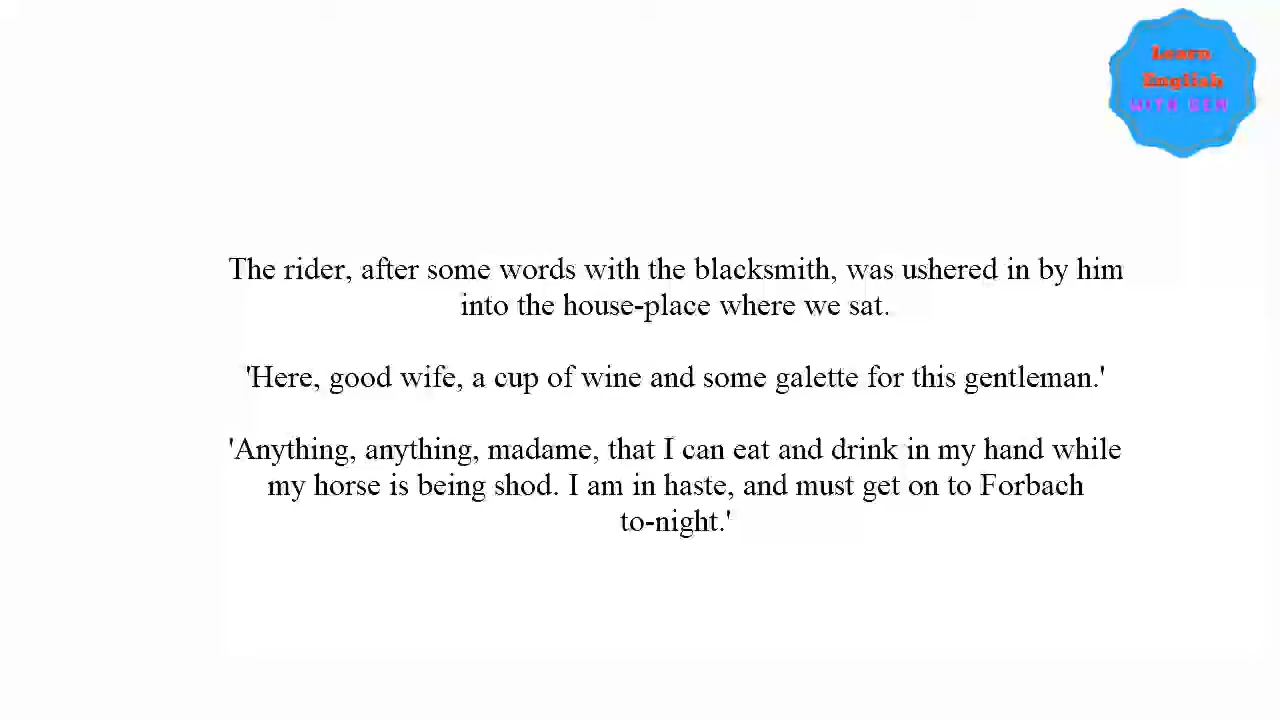 Learn
English
WITH BEN
The rider, after some words with the blacksmith, was ushered in by him
into the house-place where we sat.
'Here, good wife, a cup of wine and some galette for this gentleman.'
'Anything, anything, madame, that I can eat and drink in my hand while
my horse is being shod. I am in haste, and must get on to Forbach
to-night.'